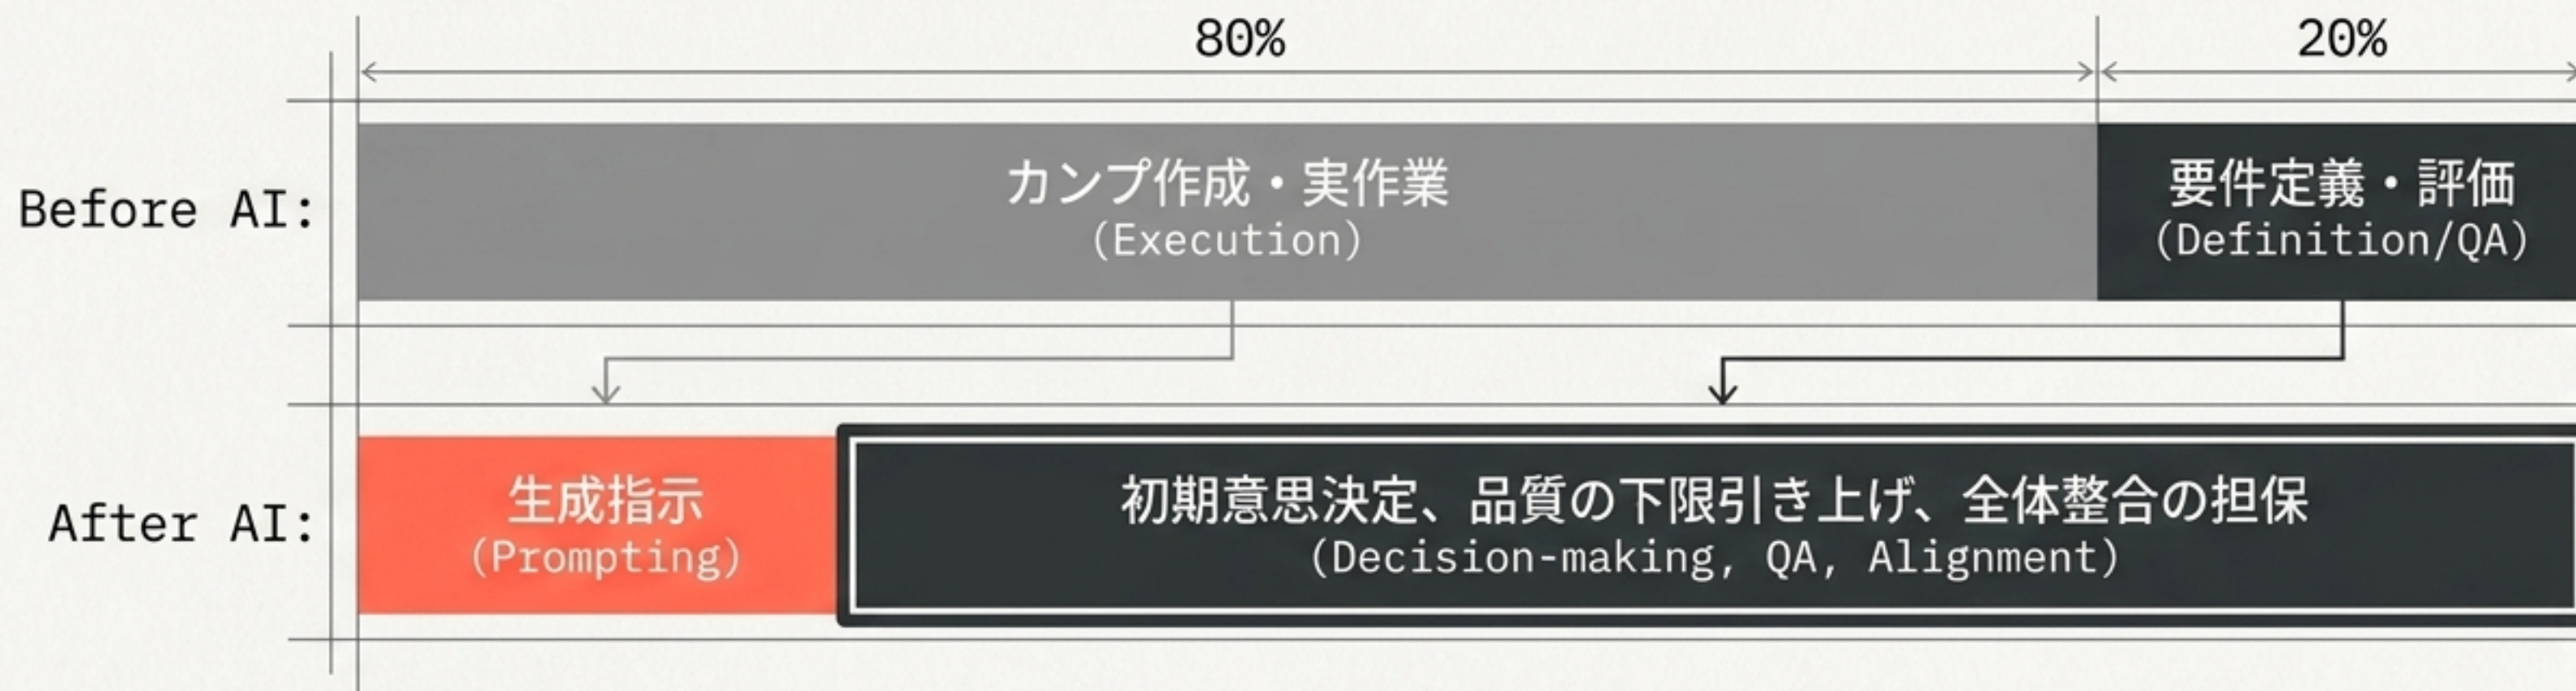 80%
20%
Before AI:
カンプ作成・実作業
(Execution)
要件定義・評価
(Definition/QA)
After AI:
生成指示
(Prompting)
初期意思決定、品質の下限引き上げ、全体整合の担保
(Decision-making, QA, Alignment)